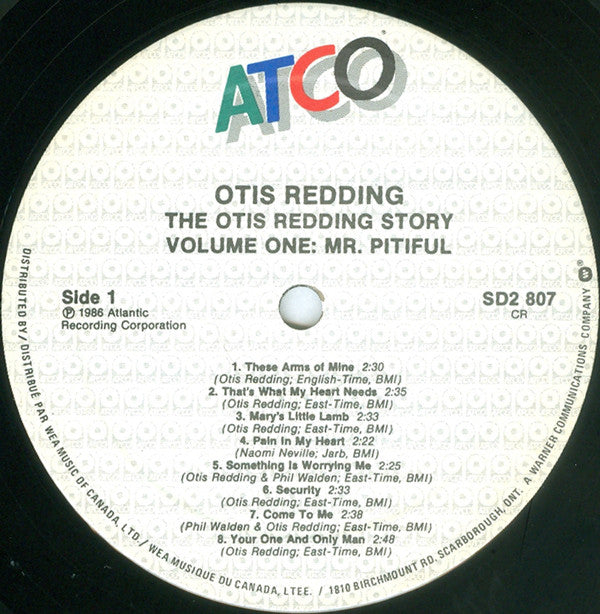 ATCO
OTIS REDDING
THE OTIS REDDING STORY
VOLUME ONE: MR. PITIFUL
Side 1
℗ 1986 Atlantic
Recording Corporation
SD2 807
CR
1. These Arms of Mine 2:30
(Otis Redding; English-Time, BMI)
2. That's What My Heart Needs 2:35
(Otis Redding; East-Time, BMI)
3. Mary's Little Lamb 2:33
(Otis Redding; East-Time, BMI)
4. Pain In My Heart 2:22
(Naomi Neville; Jarb, BMI)
5. Something Is Worrying Me 2:25
(Otis Redding & Phil Walden; East-Time, BMI)
6. Security 2:33
(Otis Redding; East-Time, BMI)
7. Come To Me 2:38
(Phil Walden & Otis Redding; East-Time, BMI)
8. Your One And Only Man 2:48
(Otis Redding; East-Time, BMI)
DISTRIBUTED BY / DISTRIBUÉ PAR WEA MUSIC OF CANADA, LTD. / WEA MUSIQUE DU CANADA, LTEE. / 1810 BIRCHMOUNT RD, SCARBOROUGH, ONT. A WARNER COMMUNICATIONS COMPANY